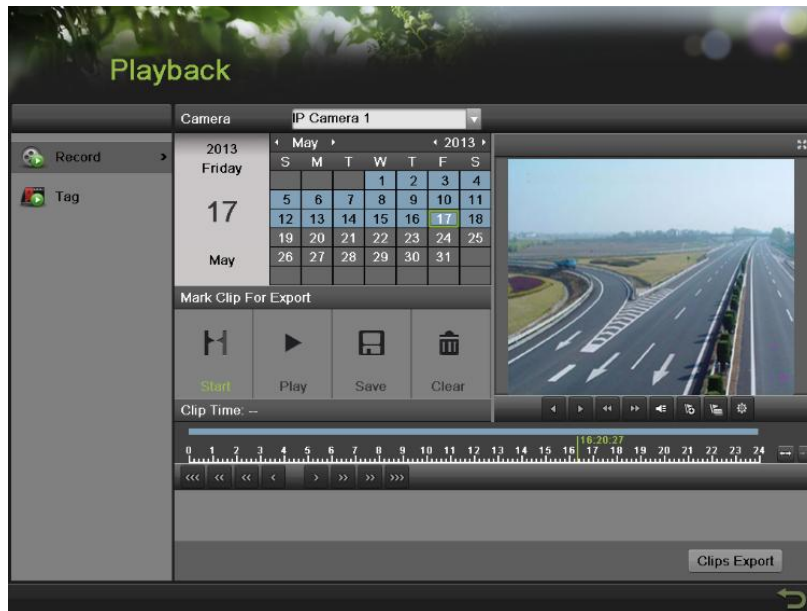 Playback
Camera IP Camera 1
Record
Tag
2013
Friday
17
May
May 2013
S M T W T F S
1 2 3 4
5 6 7 8 9 10 11
12 13 14 15 16 17 18
19 20 21 22 23 24 25
26 27 28 29 30 31
Mark Clip For Export
Start Play Save Clear
Clip Time: --
16:20:27
0 1 2 3 4 5 6 7 8 9 10 11 12 13 14 15 16 17 18 19 20 21 22 23 24
Clips Export